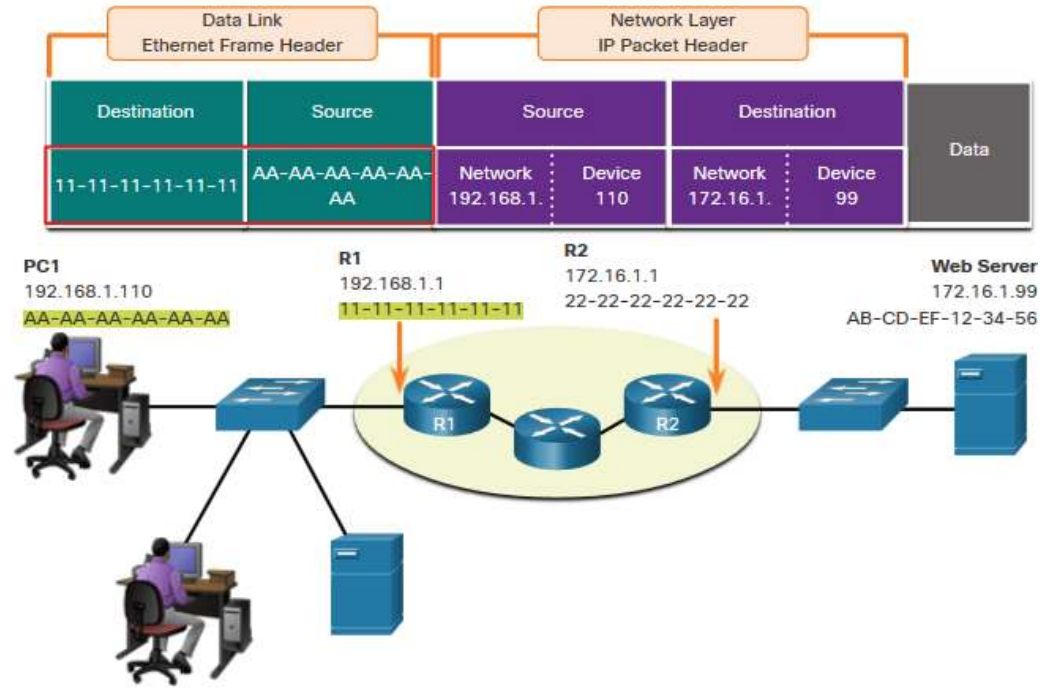 Data Link
Ethernet Frame Header
Network Layer
IP Packet Header
Destination
Source
Source
Destination
Data
11-11-11-11-11-11
AA-AA-AA-AA-AA-
AA
Network
192.168.1.
Device
110
Network
172.16.1.
Device
99
PC1
192.168.1.110
AA-AA-AA-AA-AA-AA
R1
192.168.1.1
11-11-11-11-11-11
R2
172.16.1.1
22-22-22-22-22-22
Web Server
172.16.1.99
AB-CD-EF-12-34-56
R1
R2